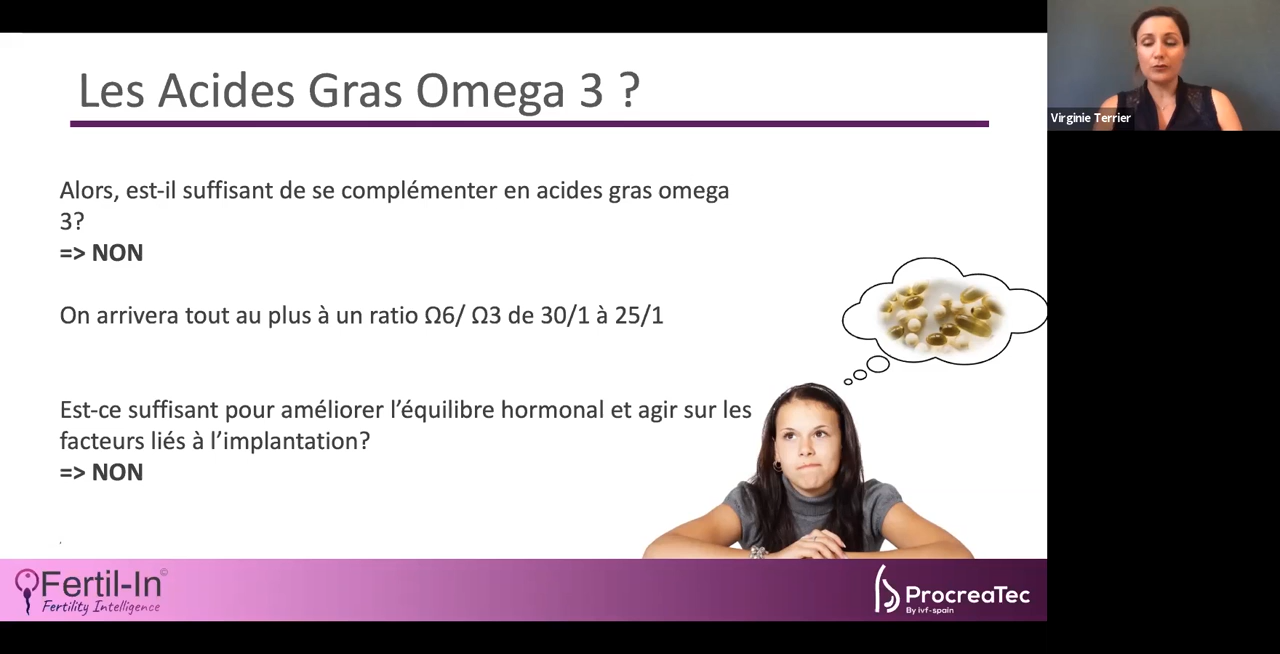 Les Acides Gras Omega 3 ?
Virginie Terrier
Alors, est-il suffisant de se complémenter en acides gras omega
3?
=> NON
On arrivera tout au plus à un ratio Ω6/ Ω3 de 30/1 à 25/1
Est-ce suffisant pour améliorer l’équilibre hormonal et agir sur les
facteurs liés à l’implantation?
=> NON
Fertil-In©
Fertility Intelligence
ProcreaTec
By ivf-spain